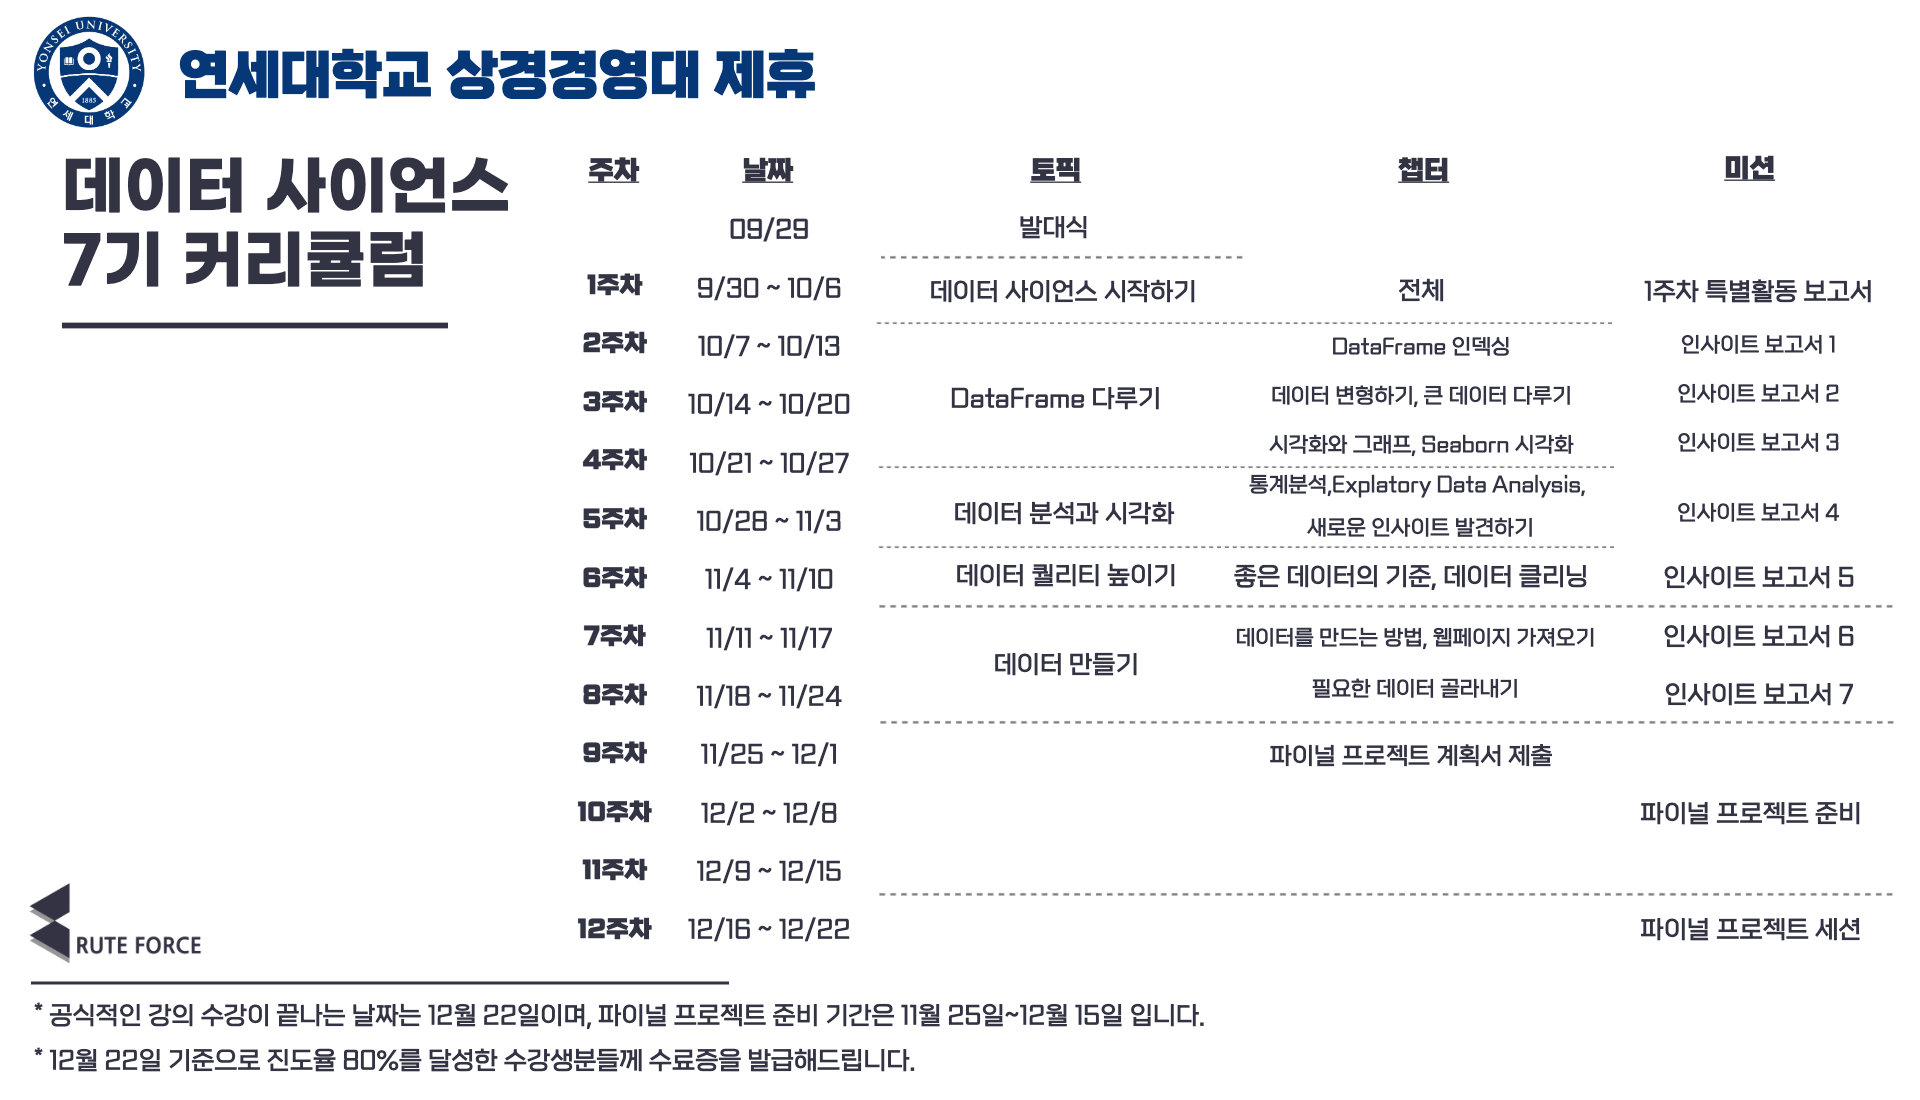 YONSEI UNIVERSITY
1885
연세대학교
연세대학교 상경경영대 제휴
데이터 사이언스
7기 커리큘럼
주차 날짜 토픽 챕터 미션
09/29 발대식
1주차 9/30 ~ 10/6 데이터 사이언스 시작하기 전체 1주차 특별활동 보고서
2주차 10/7 ~ 10/13 DataFrame 인덱싱 인사이트 보고서 1
3주차 10/14 ~ 10/20 DataFrame 다루기 데이터 변형하기, 큰 데이터 다루기 인사이트 보고서 2
4주차 10/21 ~ 10/27 시각화와 그래프, Seaborn 시각화 인사이트 보고서 3
통계분석,Explatory Data Analysis,
5주차 10/28 ~ 11/3 데이터 분석과 시각화 새로운 인사이트 발견하기 인사이트 보고서 4
6주차 11/4 ~ 11/10 데이터 퀄리티 높이기 좋은 데이터의 기준, 데이터 클리닝 인사이트 보고서 5
7주차 11/11 ~ 11/17 데이터를 만드는 방법, 웹페이지 가져오기 인사이트 보고서 6
데이터 만들기
8주차 11/18 ~ 11/24 필요한 데이터 골라내기 인사이트 보고서 7
9주차 11/25 ~ 12/1 파이널 프로젝트 계획서 제출
10주차 12/2 ~ 12/8 파이널 프로젝트 준비
11주차 12/9 ~ 12/15
12주차 12/16 ~ 12/22 파이널 프로젝트 세션
RUTE FORCE
* 공식적인 강의 수강이 끝나는 날짜는 12월 22일이며, 파이널 프로젝트 준비 기간은 11월 25일~12월 15일 입니다.
* 12월 22일 기준으로 진도율 80%를 달성한 수강생분들께 수료증을 발급해드립니다.